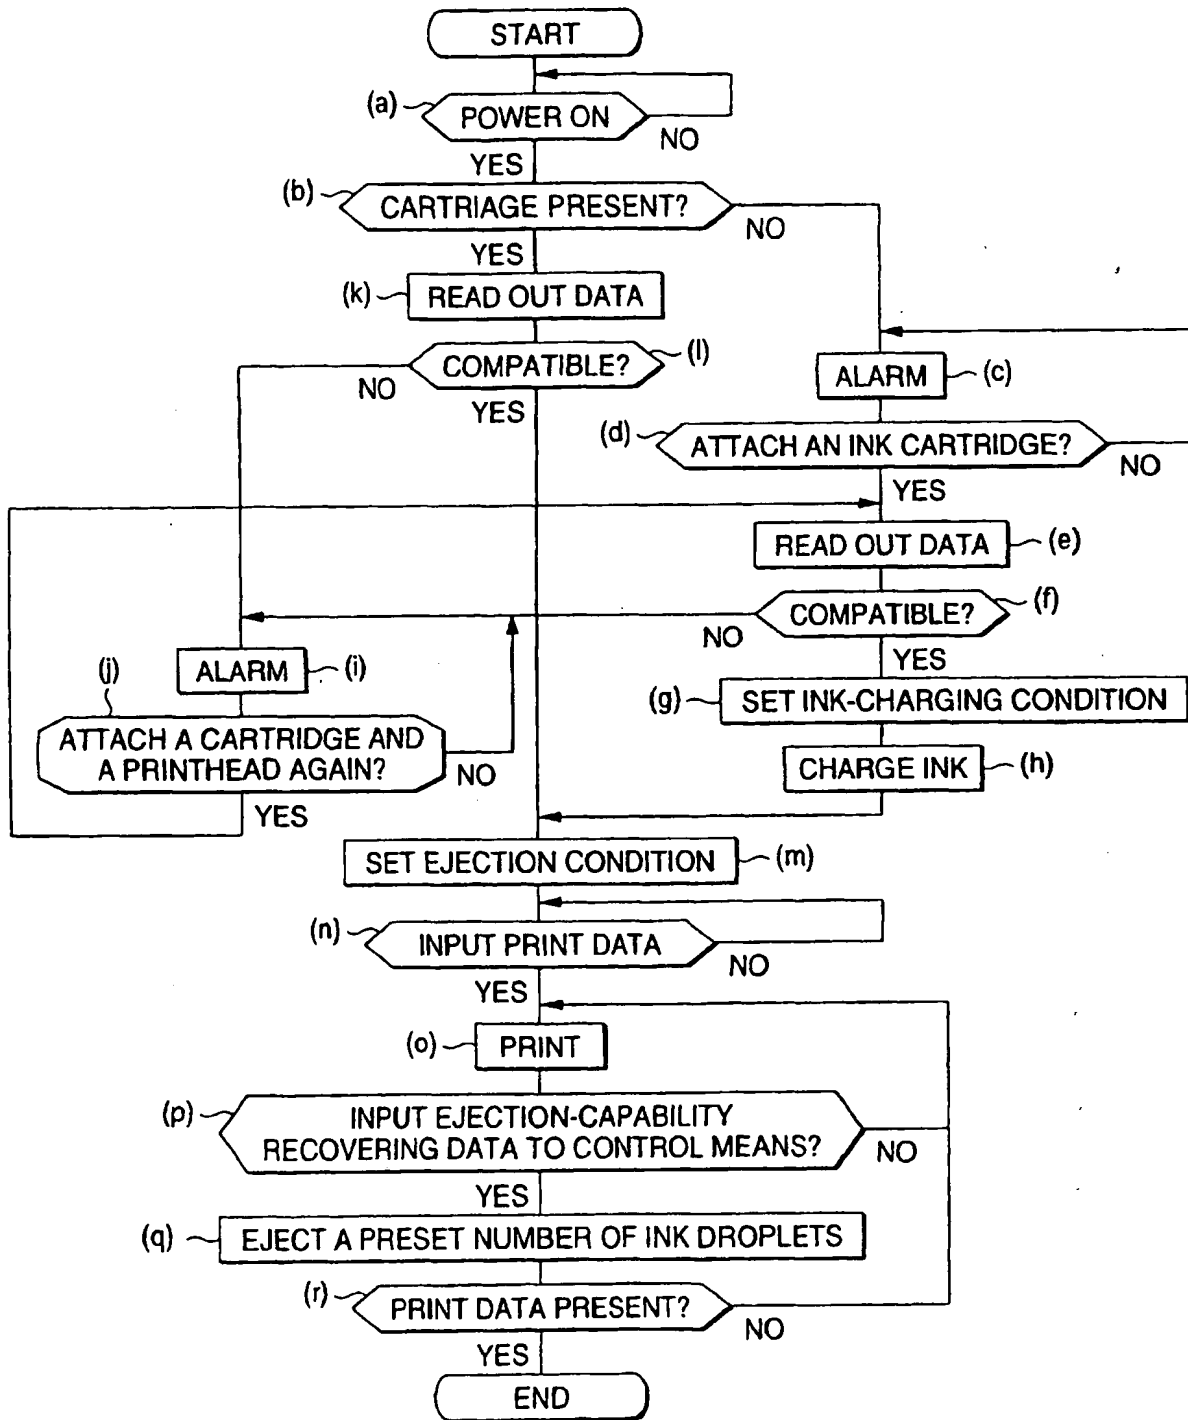 START
(a)
POWER ON
NO
YES
(b)
CARTRIAGE PRESENT?
NO
YES
(k)
READ OUT DATA
COMPATIBLE?
(l)
NO
YES
ALARM
(c)
(d)
ATTACH AN INK CARTRIDGE?
NO
YES
READ OUT DATA
(e)
COMPATIBLE?
(f)
NO
YES
(j)
ALARM
(i)
(g)
SET INK-CHARGING CONDITION
ATTACH A CARTRIDGE AND
A PRINTHEAD AGAIN?
NO
YES
CHARGE INK
(h)
SET EJECTION CONDITION
(m)
(n)
INPUT PRINT DATA
NO
YES
(o)
PRINT
(p)
INPUT EJECTION-CAPABILITY
RECOVERING DATA TO CONTROL MEANS?
NO
YES
(q)
EJECT A PRESET NUMBER OF INK DROPLETS
(r)
PRINT DATA PRESENT?
NO
YES
END